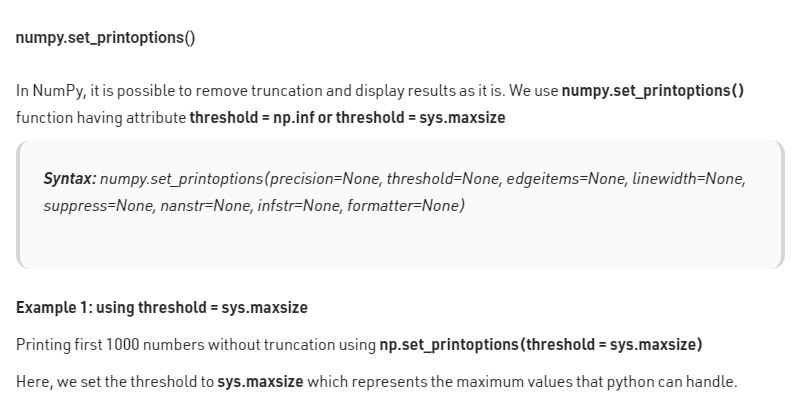 numpy.set_printoptions()
In NumPy, it is possible to remove truncation and display results as it is. We use numpy.set_printoptions()
function having attribute threshold = np.inf or threshold = sys.maxsize
Syntax: numpy.set_printoptions(precision=None, threshold=None, edgeitems=None, linewidth=None,
suppress=None, nanstr=None, infstr=None, formatter=None)
Example 1: using threshold = sys.maxsize
Printing first 1000 numbers without truncation using np.set_printoptions(threshold = sys.maxsize)
Here, we set the threshold to sys.maxsize which represents the maximum values that python can handle.